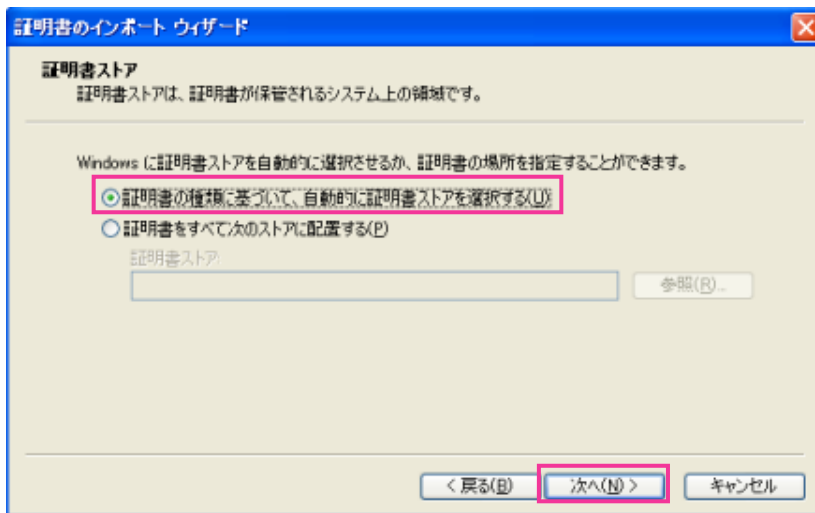 証明書のインポート ウィザード
証明書ストア
証明書ストアは、証明書が保管されるシステム上の領域です。
Windows に証明書ストアを自動的に選択させるか、証明書の場所を指定することができます。
証明書の種類に基づいて、自動的に証明書ストアを選択する(U)
証明書をすべて次のストアに配置する(P)
証明書ストア:
参照(R)...
< 戻る(B) 次へ(N) > キャンセル